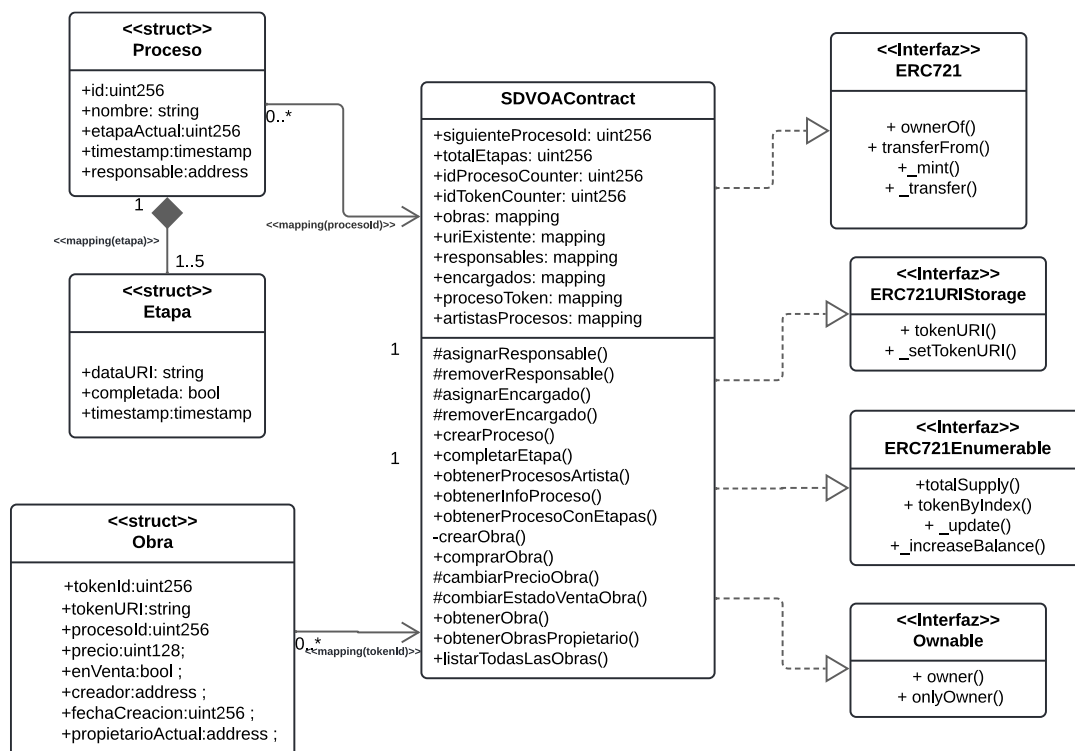 <<struct>>
Proceso
+id:uint256
+nombre: string
+etapaActual:uint256
+timestamp:timestamp
+responsable:address
0..*
1
<<mapping(etapa)>>
1..5
<<mapping(procesoId)>>
<<struct>>
Etapa
+dataURI: string
+completada: bool
+timestamp:timestamp
<<struct>>
Obra
+tokenId:uint256
+tokenURI:string
+procesoId:uint256
+precio:uint128;
+enVenta:bool ;
+creador:address ;
+fechaCreacion:uint256 ;
+propietarioActual:address ;
0..*
<<mapping(tokenId)>>
1
1
SDVOAContract
+siguienteProcesoId: uint256
+totalEtapas: uint256
+idProcesoCounter: uint256
+idTokenCounter: uint256
+obras: mapping
+uriExistente: mapping
+responsables: mapping
+encargados: mapping
+procesoToken: mapping
+artistasProcesos: mapping
#asignarResponsable()
#removerResponsable()
#asignarEncargado()
#removerEncargado()
+crearProceso()
+completarEtapa()
+obtenerProcesosArtista()
+obtenerInfoProceso()
+obtenerProcesoConEtapas()
-crearObra()
+comprarObra()
#cambiarPrecioObra()
#combiarEstadoVentaObra()
+obtenerObra()
+obtenerObrasPropietario()
+listarTodasLasObras()
<<Interfaz>>
ERC721
+ ownerOf()
+ transferFrom()
+_mint()
+ _transfer()
<<Interfaz>>
ERC721URIStorage
+ tokenURI()
+ _setTokenURI()
<<Interfaz>>
ERC721Enumerable
+totalSupply()
+ tokenByIndex()
+ _update()
+_increaseBalance()
<<Interfaz>>
Ownable
+ owner()
+ onlyOwner()